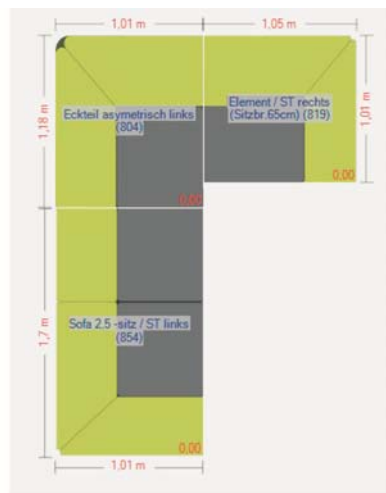 1,01 m
1,05 m
1,18 m
Eckteil asymetrisch links
(804)
Element / ST rechts
(Sitzbr.65cm) (819)
1,01 m
0.00
0.00
1,7 m
Sofa 2,5 -sitz / ST links
(854)
0.00
1,01 m